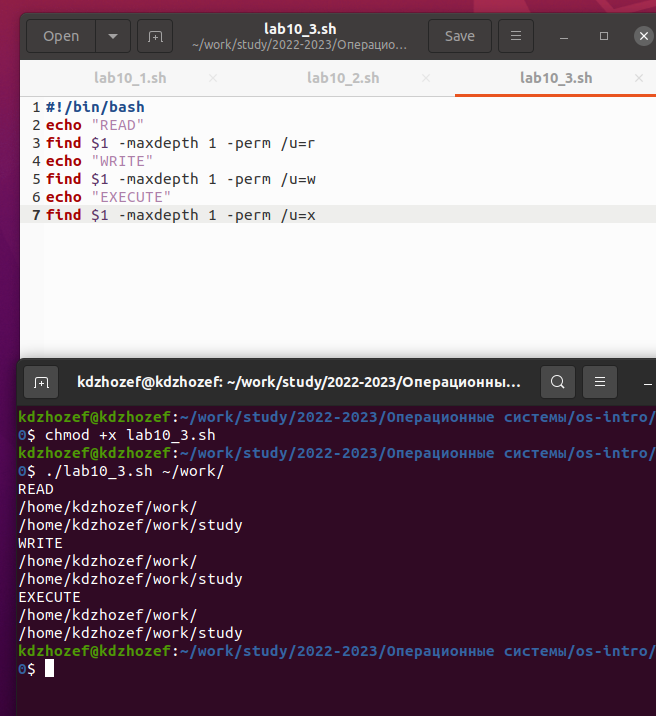 Open
lab10_3.sh
~/work/study/2022-2023/Операцио...
Save
lab10_1.sh
lab10_2.sh
lab10_3.sh
1 #!/bin/bash
2 echo "READ"
3 find $1 -maxdepth 1 -perm /u=r
4 echo "WRITE"
5 find $1 -maxdepth 1 -perm /u=w
6 echo "EXECUTE"
7 find $1 -maxdepth 1 -perm /u=x
kdzhozef@kdzhozef: ~/work/study/2022-2023/Операционны...
kdzhozef@kdzhozef:~/work/study/2022-2023/Операционные системы/os-intro/
0$ chmod +x lab10_3.sh
kdzhozef@kdzhozef:~/work/study/2022-2023/Операционные системы/os-intro/
0$ ./lab10_3.sh ~/work/
READ
/home/kdzhozef/work/
/home/kdzhozef/work/study
WRITE
/home/kdzhozef/work/
/home/kdzhozef/work/study
EXECUTE
/home/kdzhozef/work/
/home/kdzhozef/work/study
kdzhozef@kdzhozef:~/work/study/2022-2023/Операционные системы/os-intro/
0$